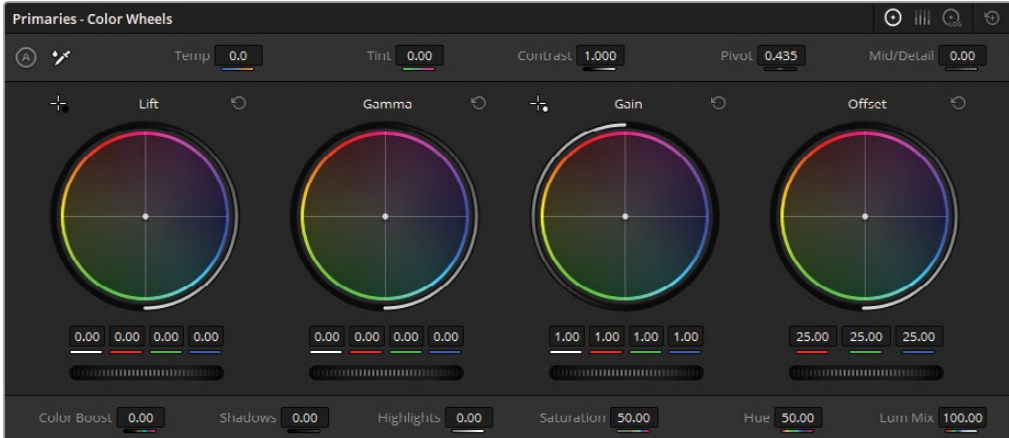 Primaries - Color Wheels
LOG
A Temp 0.0 Tint 0.00 Contrast 1.000 Pivot 0.435 Mid/Detail 0.00
Lift Gamma Gain Offset
0.00 0.00 0.00 0.00 0.00 0.00 0.00 0.00 1.00 1.00 1.00 1.00 25.00 25.00 25.00
Color Boost 0.00 Shadows 0.00 Highlights 0.00 Saturation 50.00 Hue 50.00 Lum Mix 100.00